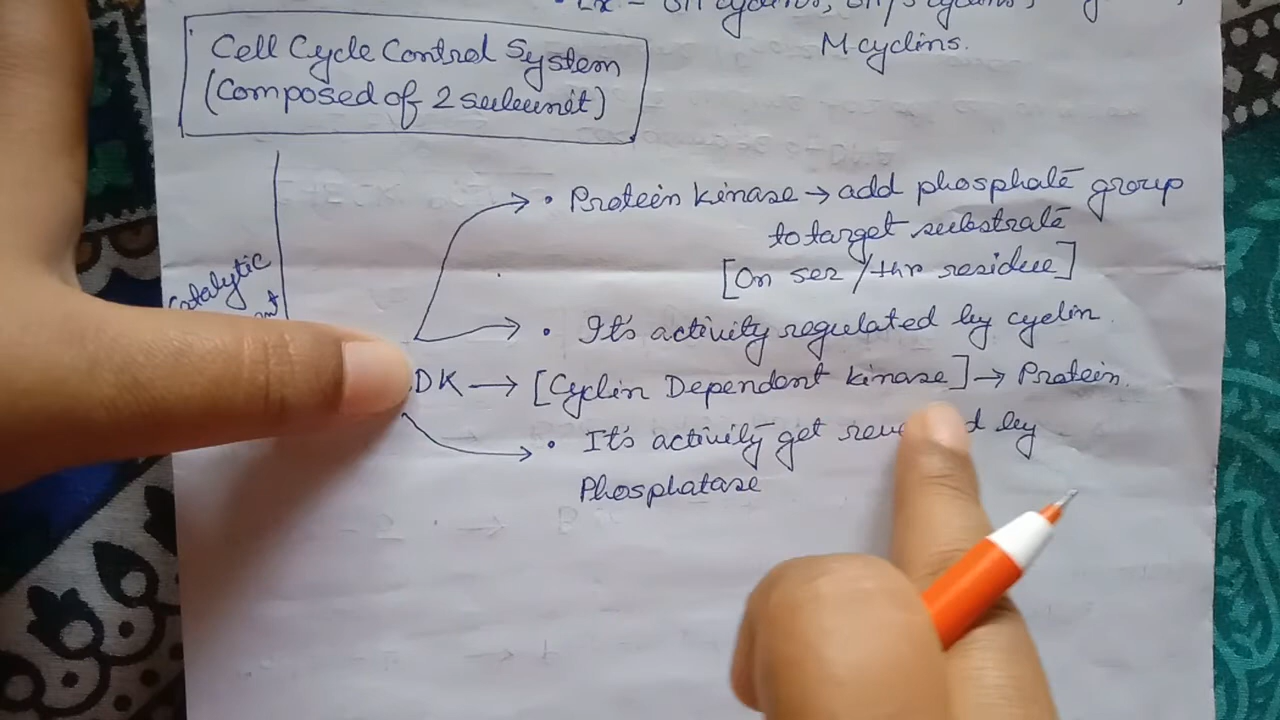 M cyclins.
Cell Cycle Control System
(Composed of 2 subunit)
• Protein kinase → add phosphate group
to target substrate
[On ser/thr residue]
Catalytic
• It's activity regulated by cyclin
DK → [Cyclin Dependent kinase] → Protein
• It's activity get by
Phosphatase